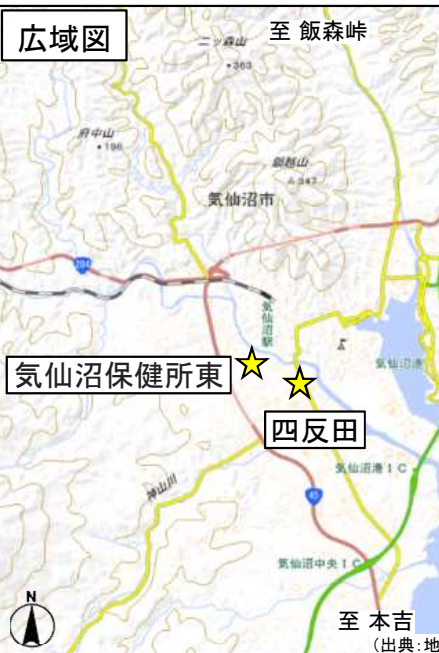 広域図
至 飯森峠
二ッ森山
・363
府中山
・196
鍋越山
△347
気仙沼市
284
気仙沼駅
気仙沼港
気仙沼保健所東
四反田
気仙沼港IC
神山川
45
気仙沼中央IC
N
至 本吉
(出典:地